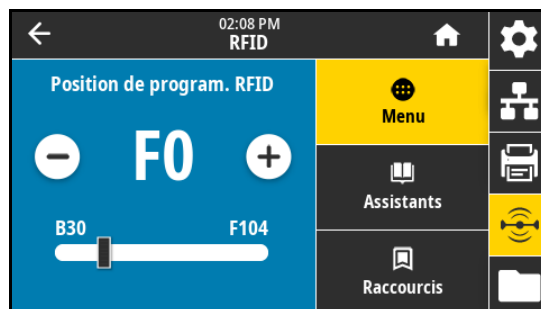 02:08 PM
RFID
Position de program. RFID
F0
B30
F104
Menu
Assistants
Raccourcis